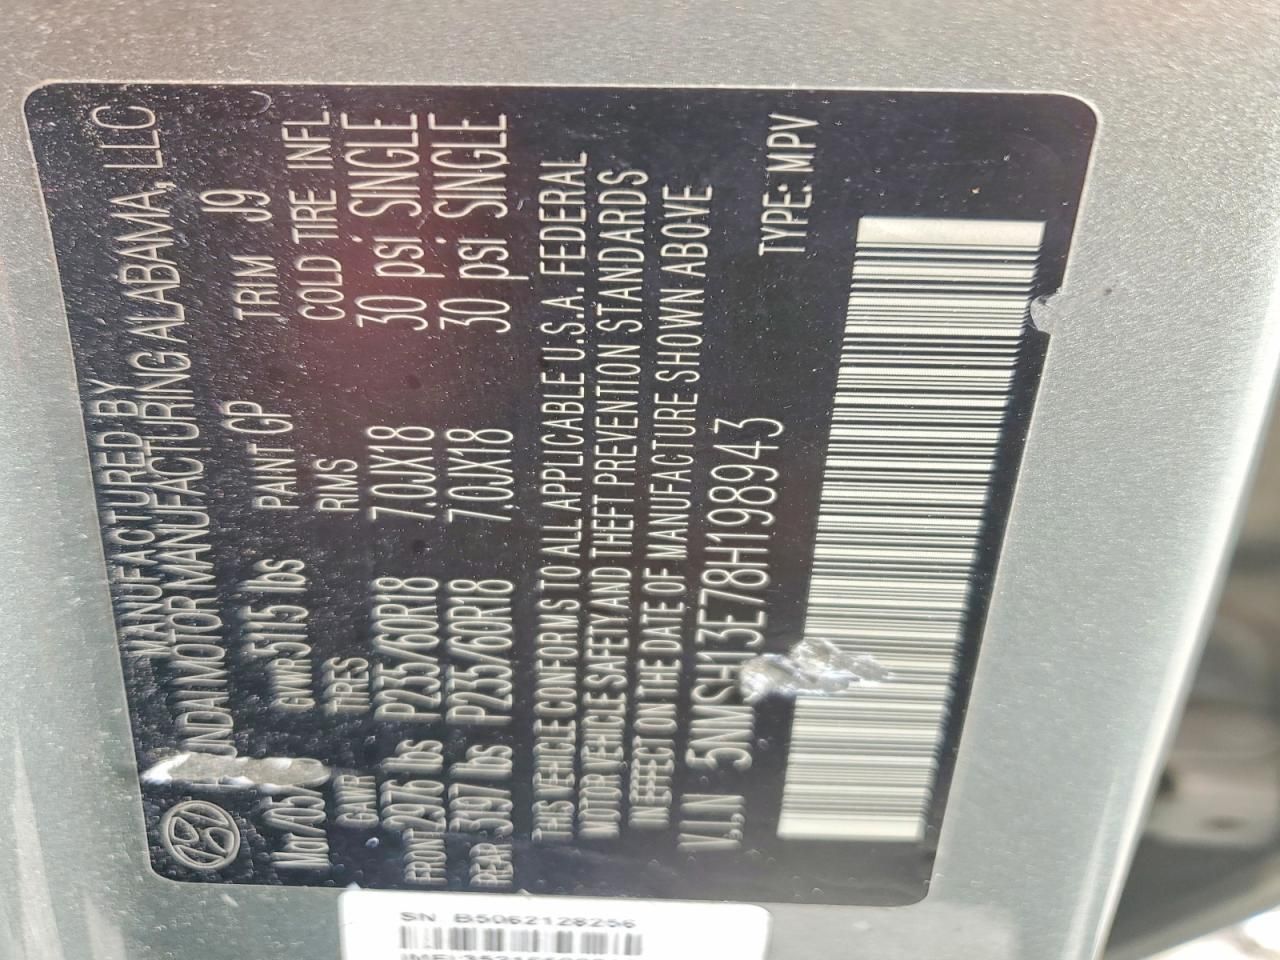 MANUFACTURED BY
MOTOR MANUFACTURING ALABAMA, LLC
GVWR 5115 lbs PAINT GP TRIM J9
GAWR TIRES RIMS COLD TIRE INFL
FRONT 2976 lbs P235/60R18 7.0JX18 30 psi SINGLE
REAR 3197 lbs P235/60R18 7.0JX18 30 psi SINGLE
THIS VEHICLE CONFORMS TO ALL APPLICABLE U.S.A. FEDERAL
MOTOR VEHICLE SAFETY AND THEFT PREVENTION STANDARDS
IN EFFECT ON THE DATE OF MANUFACTURE SHOWN ABOVE
V.I.N 5NMSH13E78H198943
TYPE: MPV
SN B5062128256